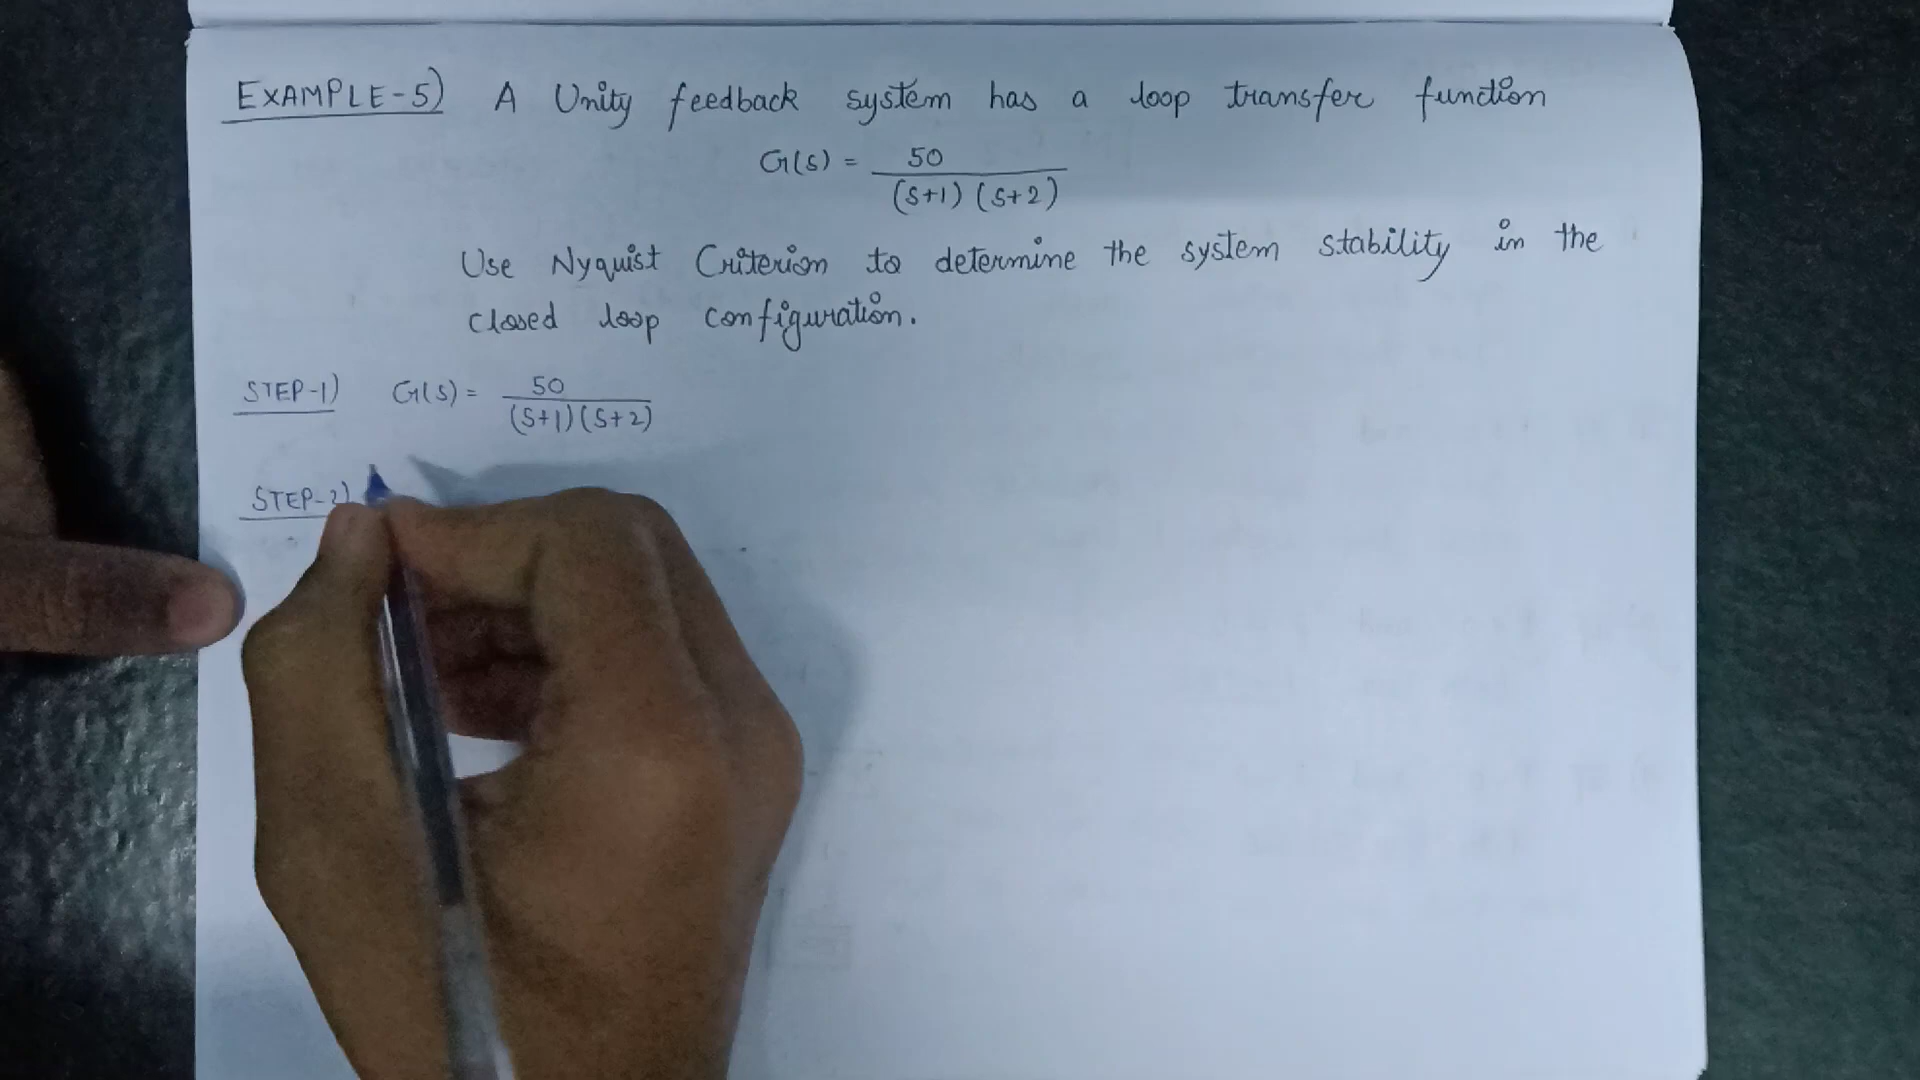 EXAMPLE-5) A Unity feedback system has a loop transfer function
G(s) = 50 / (s+1) (s+2)
Use Nyquist Criterion to determine the system stability in the
closed loop configuration.
STEP-1) G(s) = 50 / (s+1)(s+2)
STEP-2)